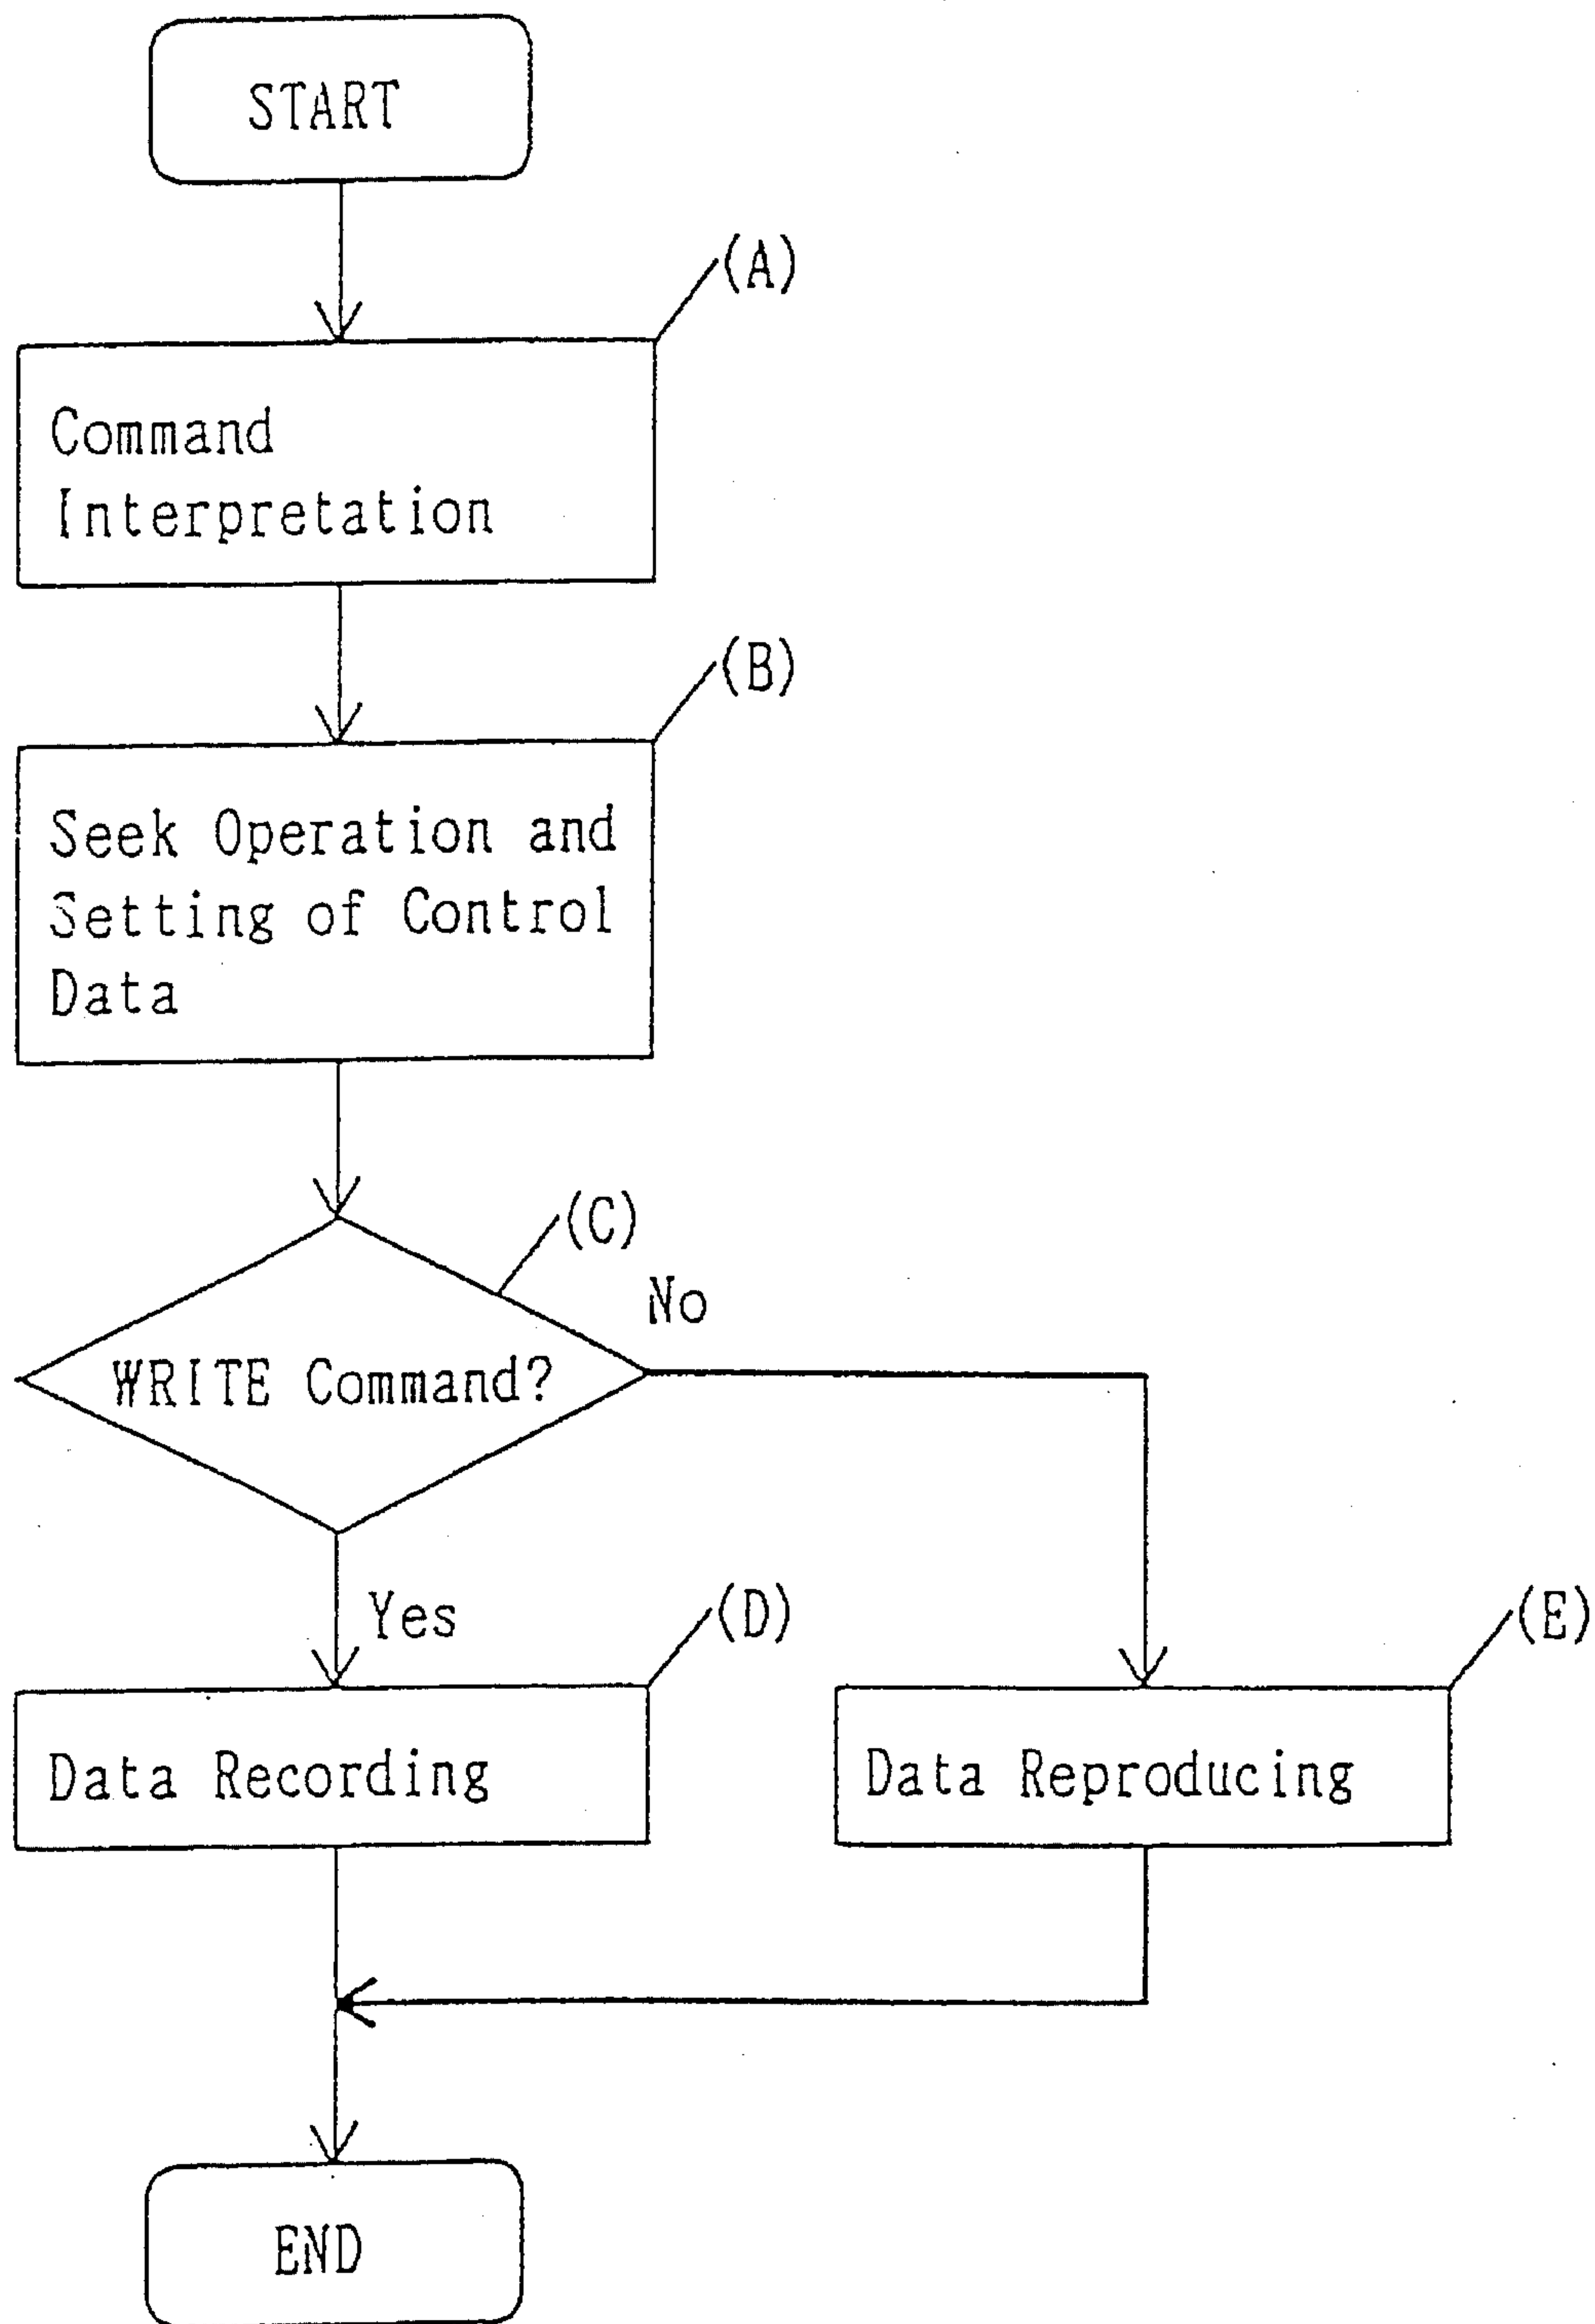 START
(A)
Command
Interpretation
(B)
Seek Operation and
Setting of Control
Data
(C)
No
WRITE Command?
Yes
(D)
(E)
Data Recording
Data Reproducing
END